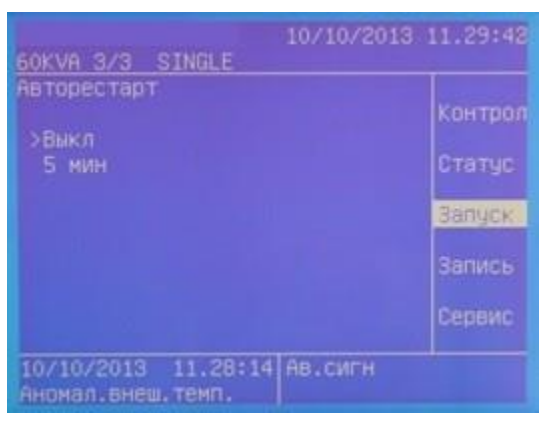 10/10/2013 11.29:42
60KVA 3/3 SINGLE
Авторестарт
Контрол
>Выкл
5 мин
Статус
Запуск
Запись
Сервис
10/10/2013 11.28:14 Ав.сигн
Аномал.внеш.темп.